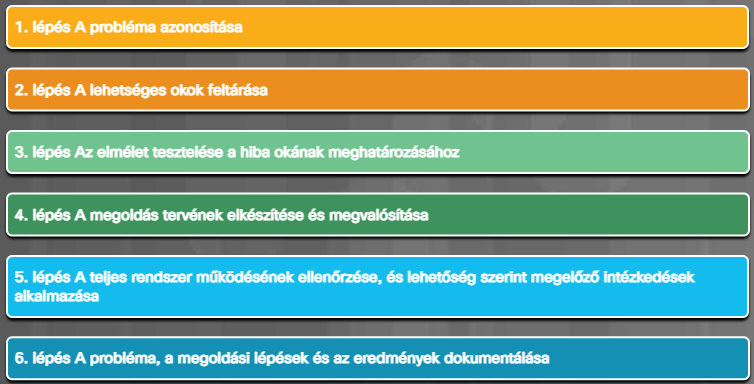 1. lépés A probléma azonosítása
2. lépés A lehetséges okok feltárása
3. lépés Az elmélet tesztelése a hiba okának meghatározásához
4. lépés A megoldás tervének elkészítése és megvalósítása
5. lépés A teljes rendszer működésének ellenőrzése, és lehetőség szerint megelőző intézkedések
alkalmazása
6. lépés A probléma, a megoldási lépések és az eredmények dokumentálása